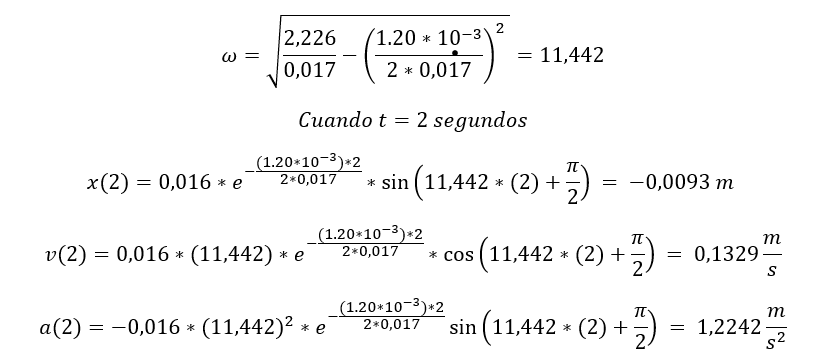 ω = √(2,226/0,017 − ((1.20 * 10⁻³)/(2 * 0,017))²) = 11,442
Cuando t = 2 segundos
x(2) = 0,016 * e^(−((1.20*10⁻³)*2)/(2*0,017)) * sin(11,442 * (2) + π/2) = −0,0093 m
v(2) = 0,016 * (11,442) * e^(−((1.20*10⁻³)*2)/(2*0,017)) * cos(11,442 * (2) + π/2) = 0,1329 m/s
a(2) = −0,016 * (11,442)² * e^(−((1.20*10⁻³)*2)/(2*0,017)) sin(11,442 * (2) + π/2) = 1,2242 m/s²